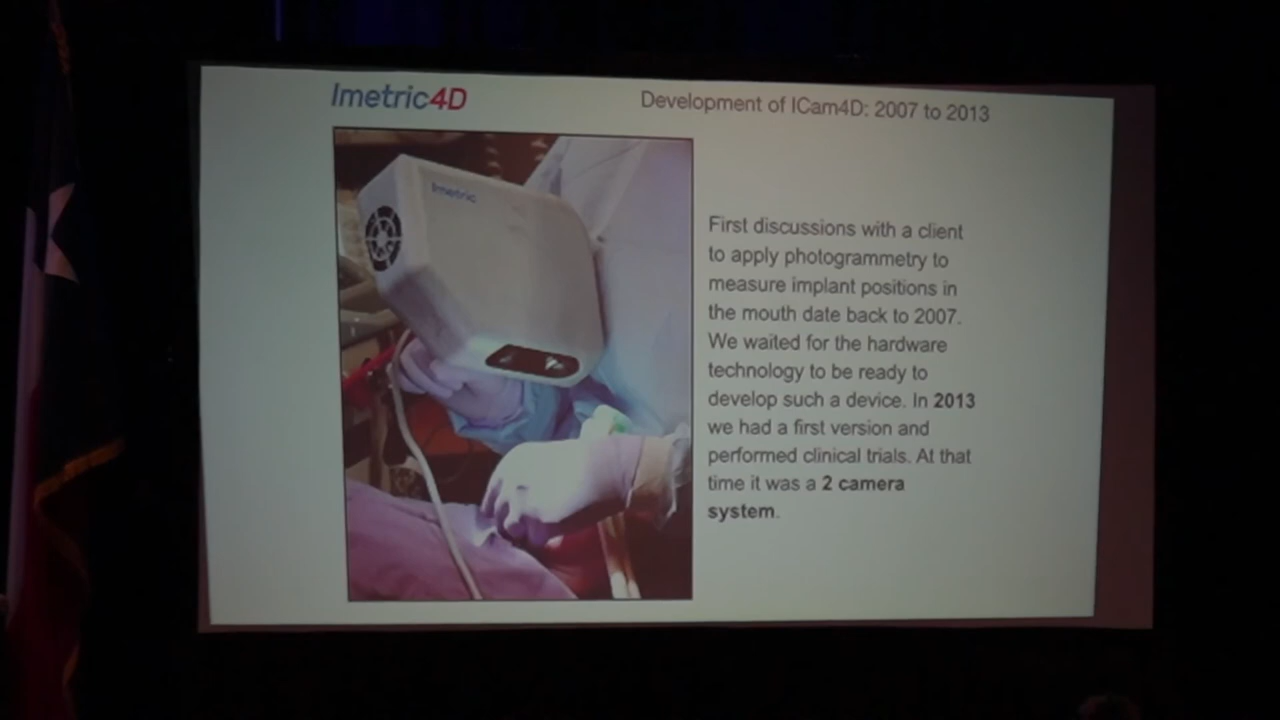 Imetric4D
Development of ICam4D: 2007 to 2013
Imetric
First discussions with a client
to apply photogrammetry to
measure implant positions in
the mouth date back to 2007.
We waited for the hardware
technology to be ready to
develop such a device. In 2013
we had a first version and
performed clinical trials. At that
time it was a 2 camera
system.